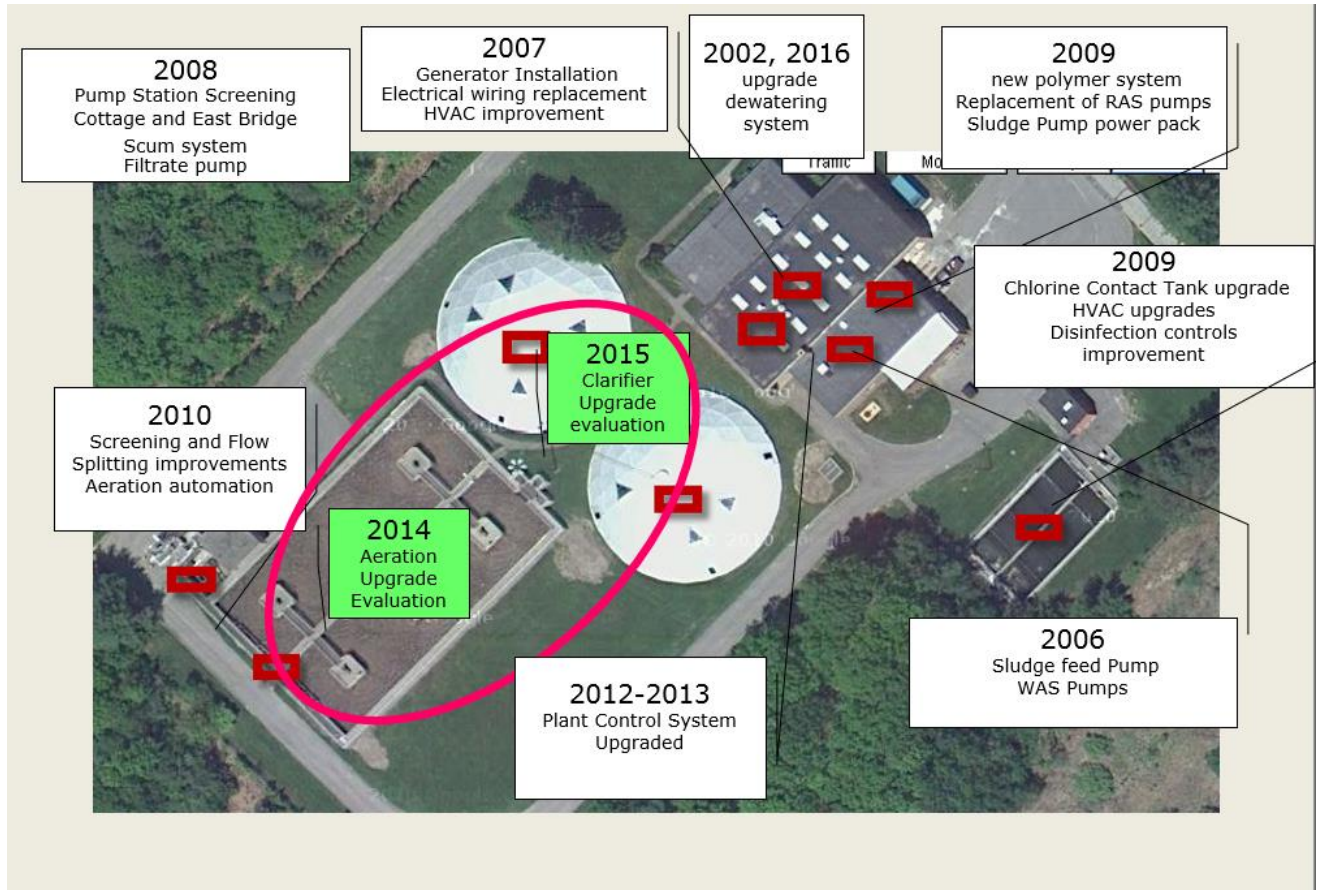 2008
Pump Station Screening
Cottage and East Bridge
Scum system
Filtrate pump
2007
Generator Installation
Electrical wiring replacement
HVAC improvement
2002, 2016
upgrade
dewatering
system
2009
new polymer system
Replacement of RAS pumps
Sludge Pump power pack
Traffic
2009
Chlorine Contact Tank upgrade
HVAC upgrades
Disinfection controls
improvement
2015
Clarifier
Upgrade
evaluation
2010
Screening and Flow
Splitting improvements
Aeration automation
2014
Aeration
Upgrade
Evaluation
2012-2013
Plant Control System
Upgraded
2006
Sludge feed Pump
WAS Pumps